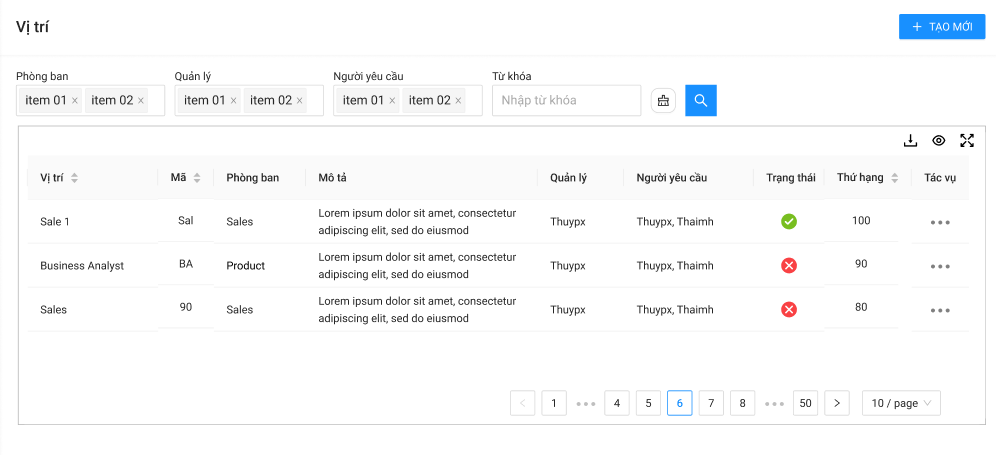 Vị trí
TẠO MỚI
Phòng ban Quản lý Người yêu cầu Từ khóa
item 01 item 02 item 01 item 02 item 01 item 02 Nhập từ khóa
Vị trí Mã Phòng ban Mô tả Quản lý Người yêu cầu Trạng thái Thứ hạng Tác vụ
Sale 1 Sal Sales Lorem ipsum dolor sit amet, consectetur
adipiscing elit, sed do eiusmod Thuypx Thuypx, Thaimh 100
Business Analyst BA Product Lorem ipsum dolor sit amet, consectetur
adipiscing elit, sed do eiusmod Thuypx Thuypx, Thaimh 90
Sales 90 Sales Lorem ipsum dolor sit amet, consectetur
adipiscing elit, sed do eiusmod Thuypx Thuypx, Thaimh 80
1 ••• 4 5 6 7 8 ••• 50 10 / page